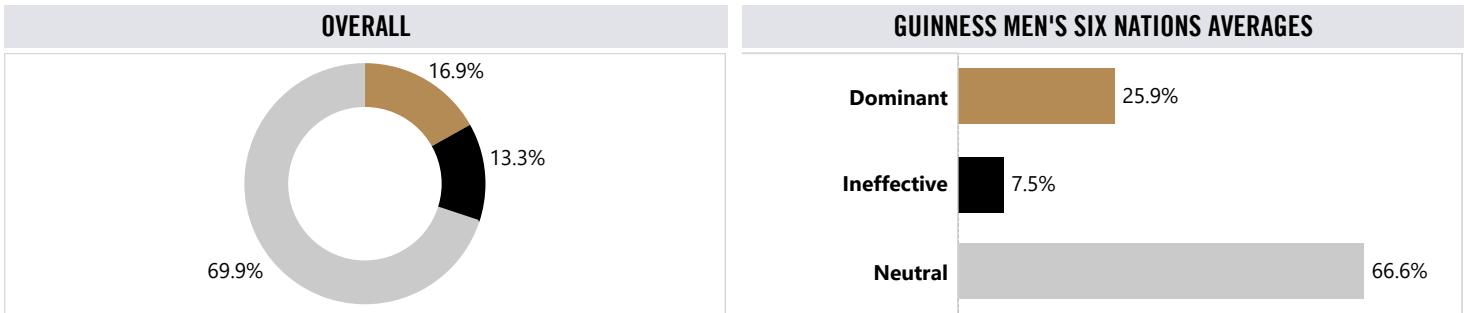 OVERALL
16.9%
13.3%
69.9%
GUINNESS MEN'S SIX NATIONS AVERAGES
Dominant 25.9%
Ineffective 7.5%
Neutral 66.6%